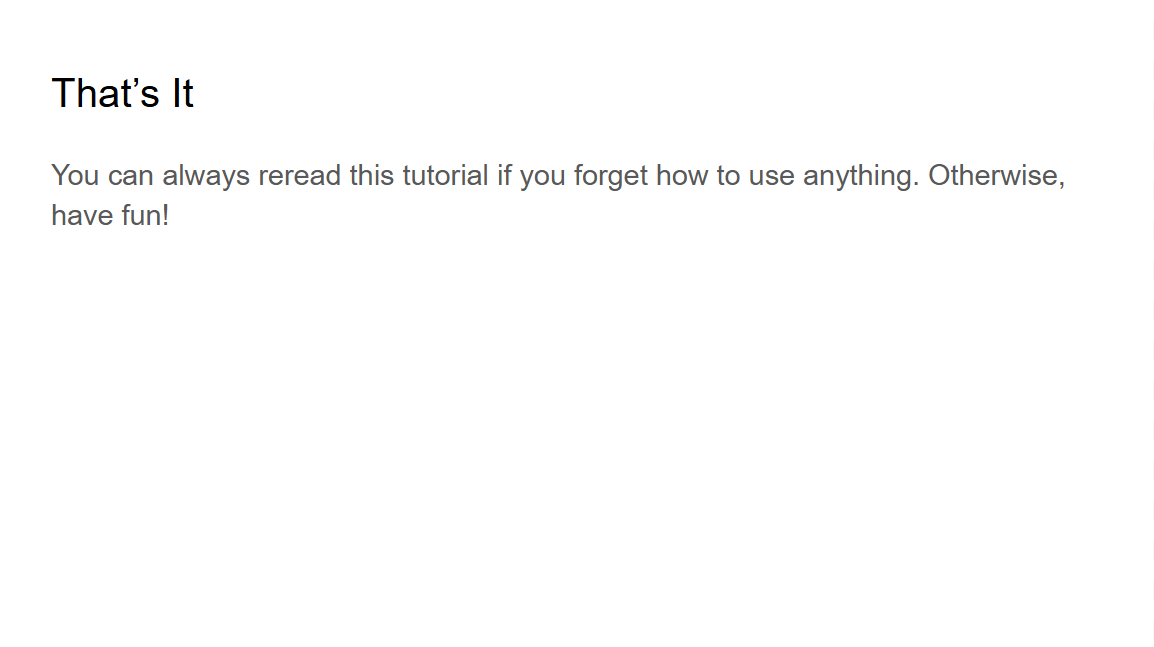 That’s It
You can always reread this tutorial if you forget how to use anything. Otherwise,
have fun!